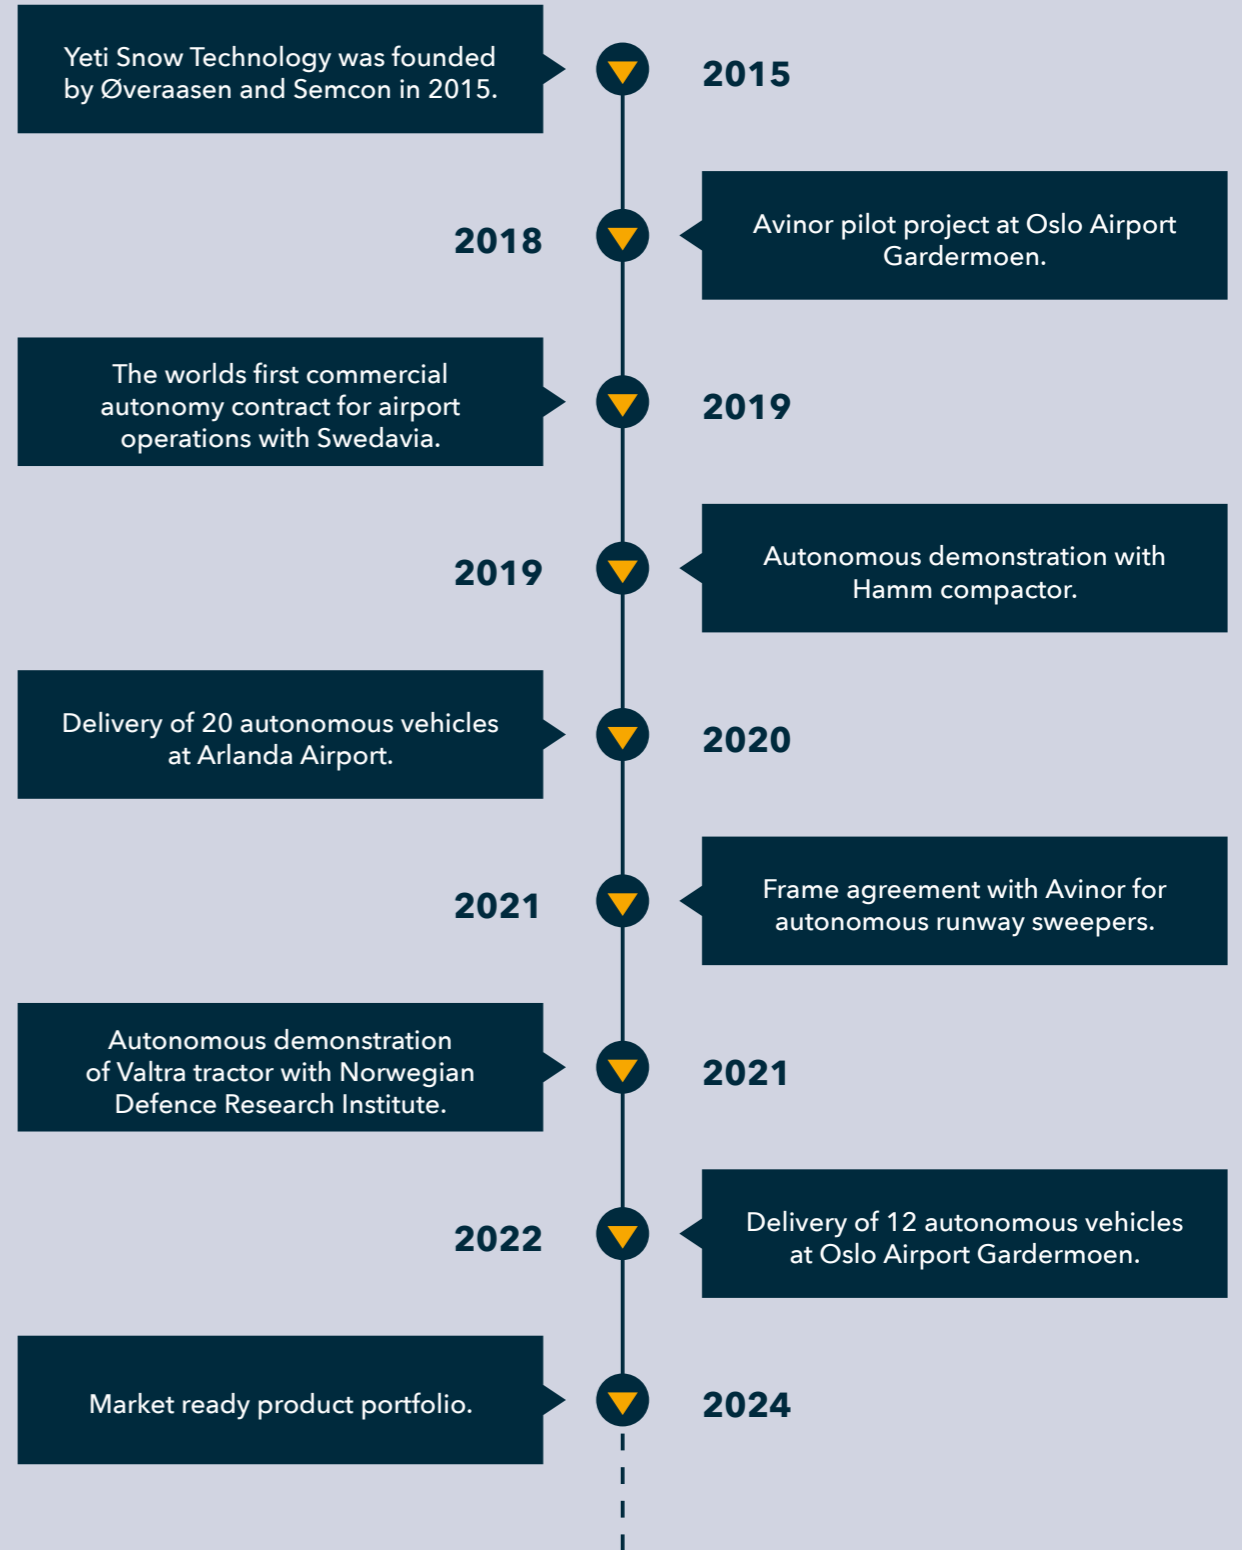 Yeti Snow Technology was founded
by Øveraasen and Semcon in 2015.
2015
2018
Avinor pilot project at Oslo Airport
Gardermoen.
The worlds first commercial
autonomy contract for airport
operations with Swedavia.
2019
2019
Autonomous demonstration with
Hamm compactor.
Delivery of 20 autonomous vehicles
at Arlanda Airport.
2020
2021
Frame agreement with Avinor for
autonomous runway sweepers.
Autonomous demonstration
of Valtra tractor with Norwegian
Defence Research Institute.
2021
2022
Delivery of 12 autonomous vehicles
at Oslo Airport Gardermoen.
Market ready product portfolio.
2024